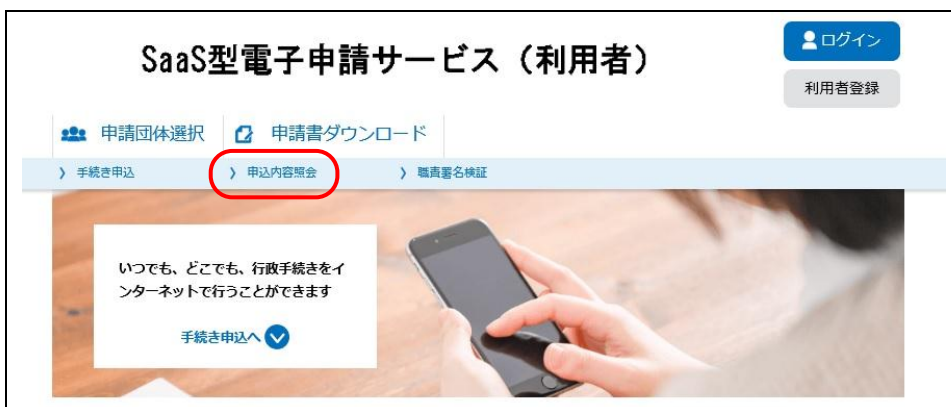 SaaS型電子申請サービス（利用者）
ログイン
利用者登録
申請団体選択
申請書ダウンロード
手続き申込
申込内容照会
職責署名検証
いつでも、どこでも、行政手続きをイ
ンターネットで行うことができます
手続き申込へ